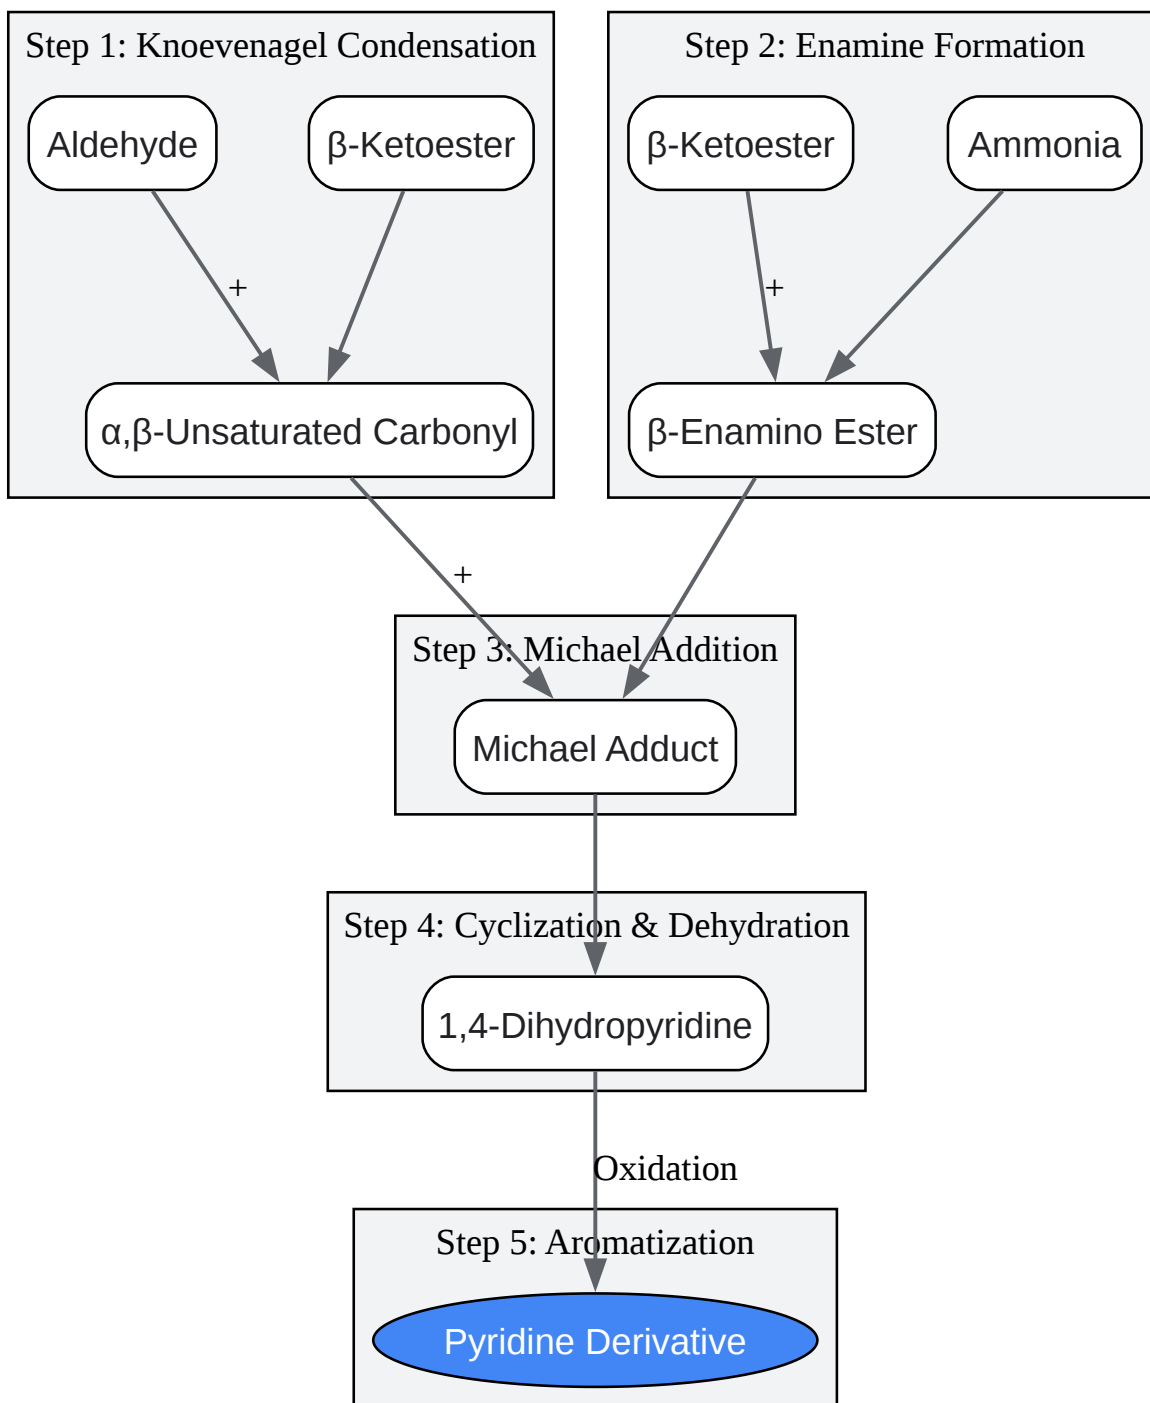 Step 1: Knoevenagel Condensation
Aldehyde
β-Ketoester
+
α,β-Unsaturated Carbonyl
Step 2: Enamine Formation
β-Ketoester
Ammonia
+
β-Enamino Ester
+
Step 3: Michael Addition
Michael Adduct
Step 4: Cyclization & Dehydration
1,4-Dihydropyridine
Oxidation
Step 5: Aromatization
Pyridine Derivative